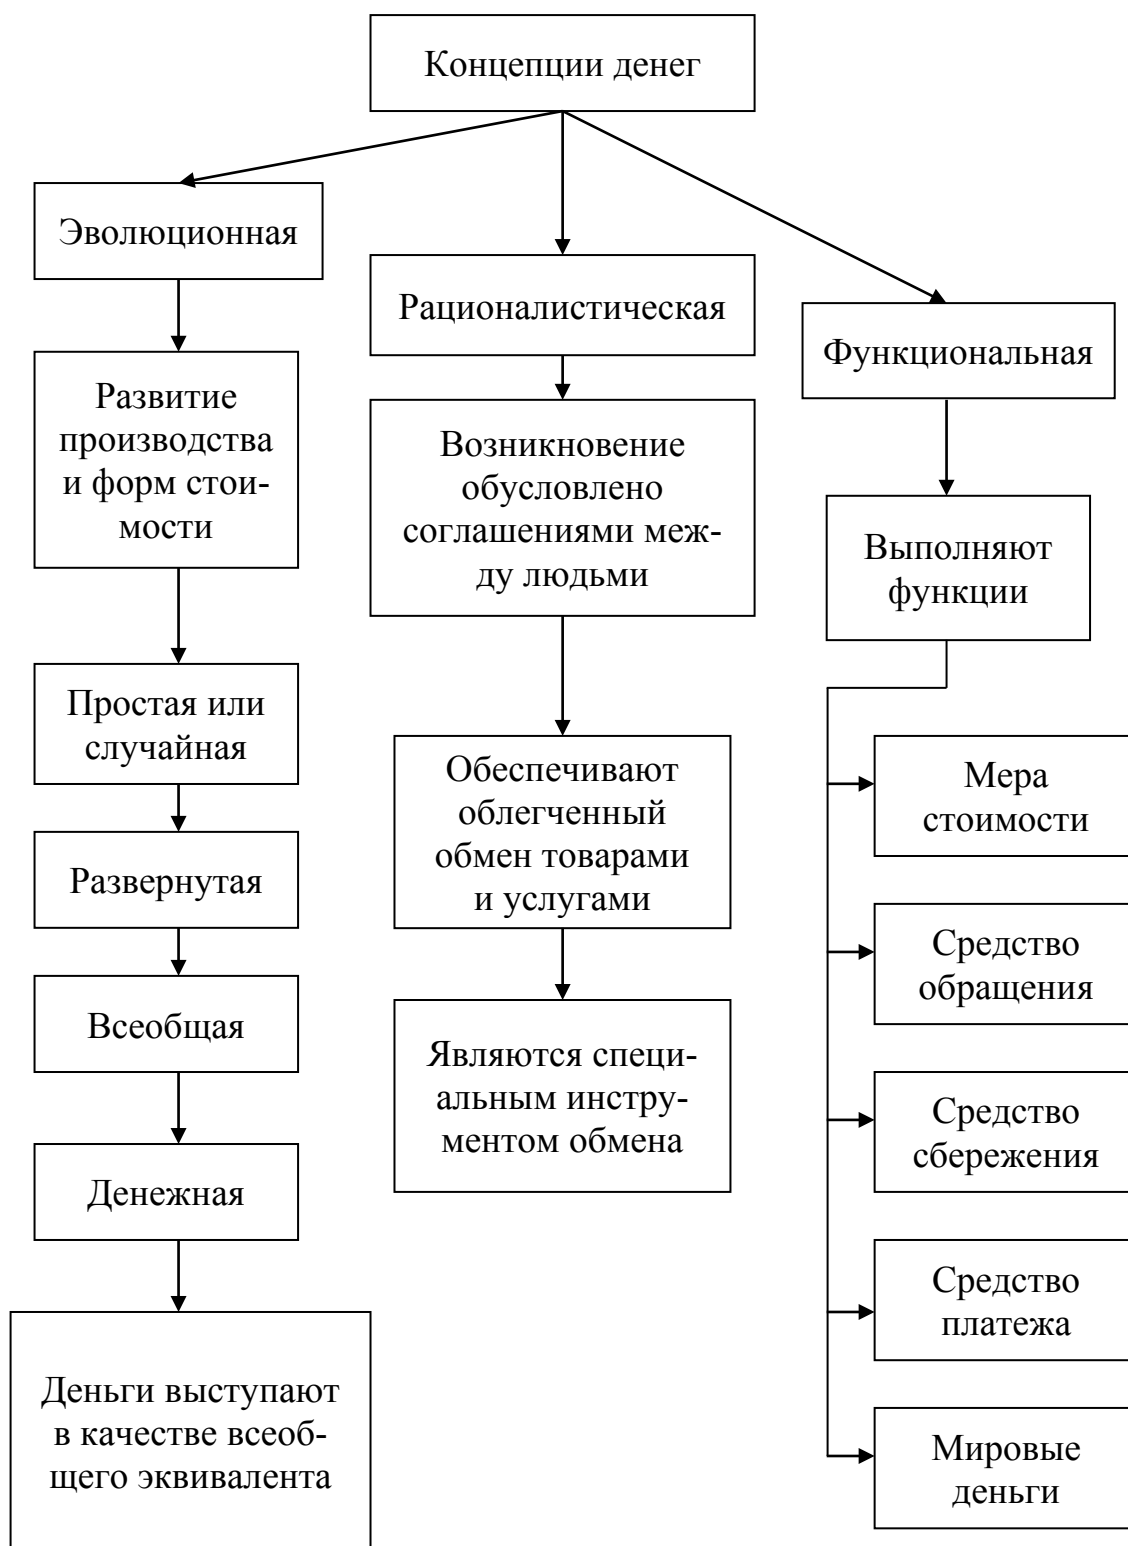 Концепции денег
Эволюционная
Развитие
производства
и форм стои-
мости
Простая или
случайная
Развернутая
Всеобщая
Денежная
Деньги выступают
в качестве всеоб-
щего эквивалента
Рационалистическая
Возникновение
обусловлено
соглашениями меж-
ду людьми
Обеспечивают
облегченный
обмен товарами
и услугами
Являются специ-
альным инстру-
ментом обмена
Функциональная
Выполняют
функции
Мера
стоимости
Средство
обращения
Средство
сбережения
Средство
платежа
Мировые
деньги